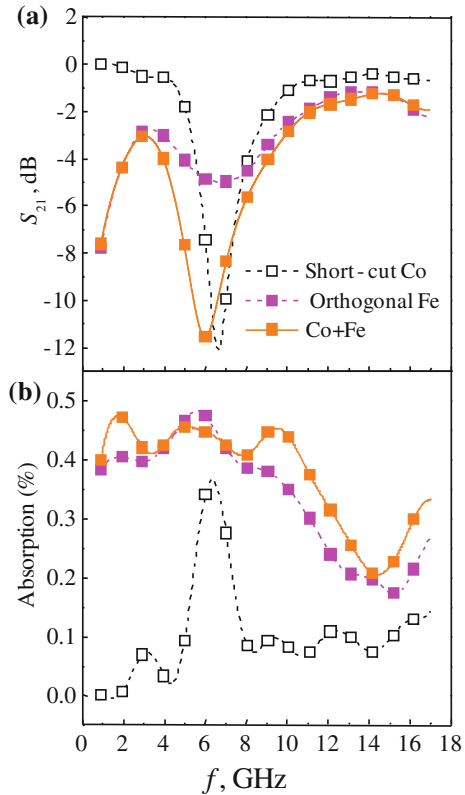 (a)
0
-2
-4
-6
-8
-10
-12
S21, dB
Short-cut Co
Orthogonal Fe
Co+Fe
(b)
0.5
0.4
0.3
0.2
0.1
0.0
Absorption (%)
0 2 4 6 8 10 12 14 16 18
f, GHz